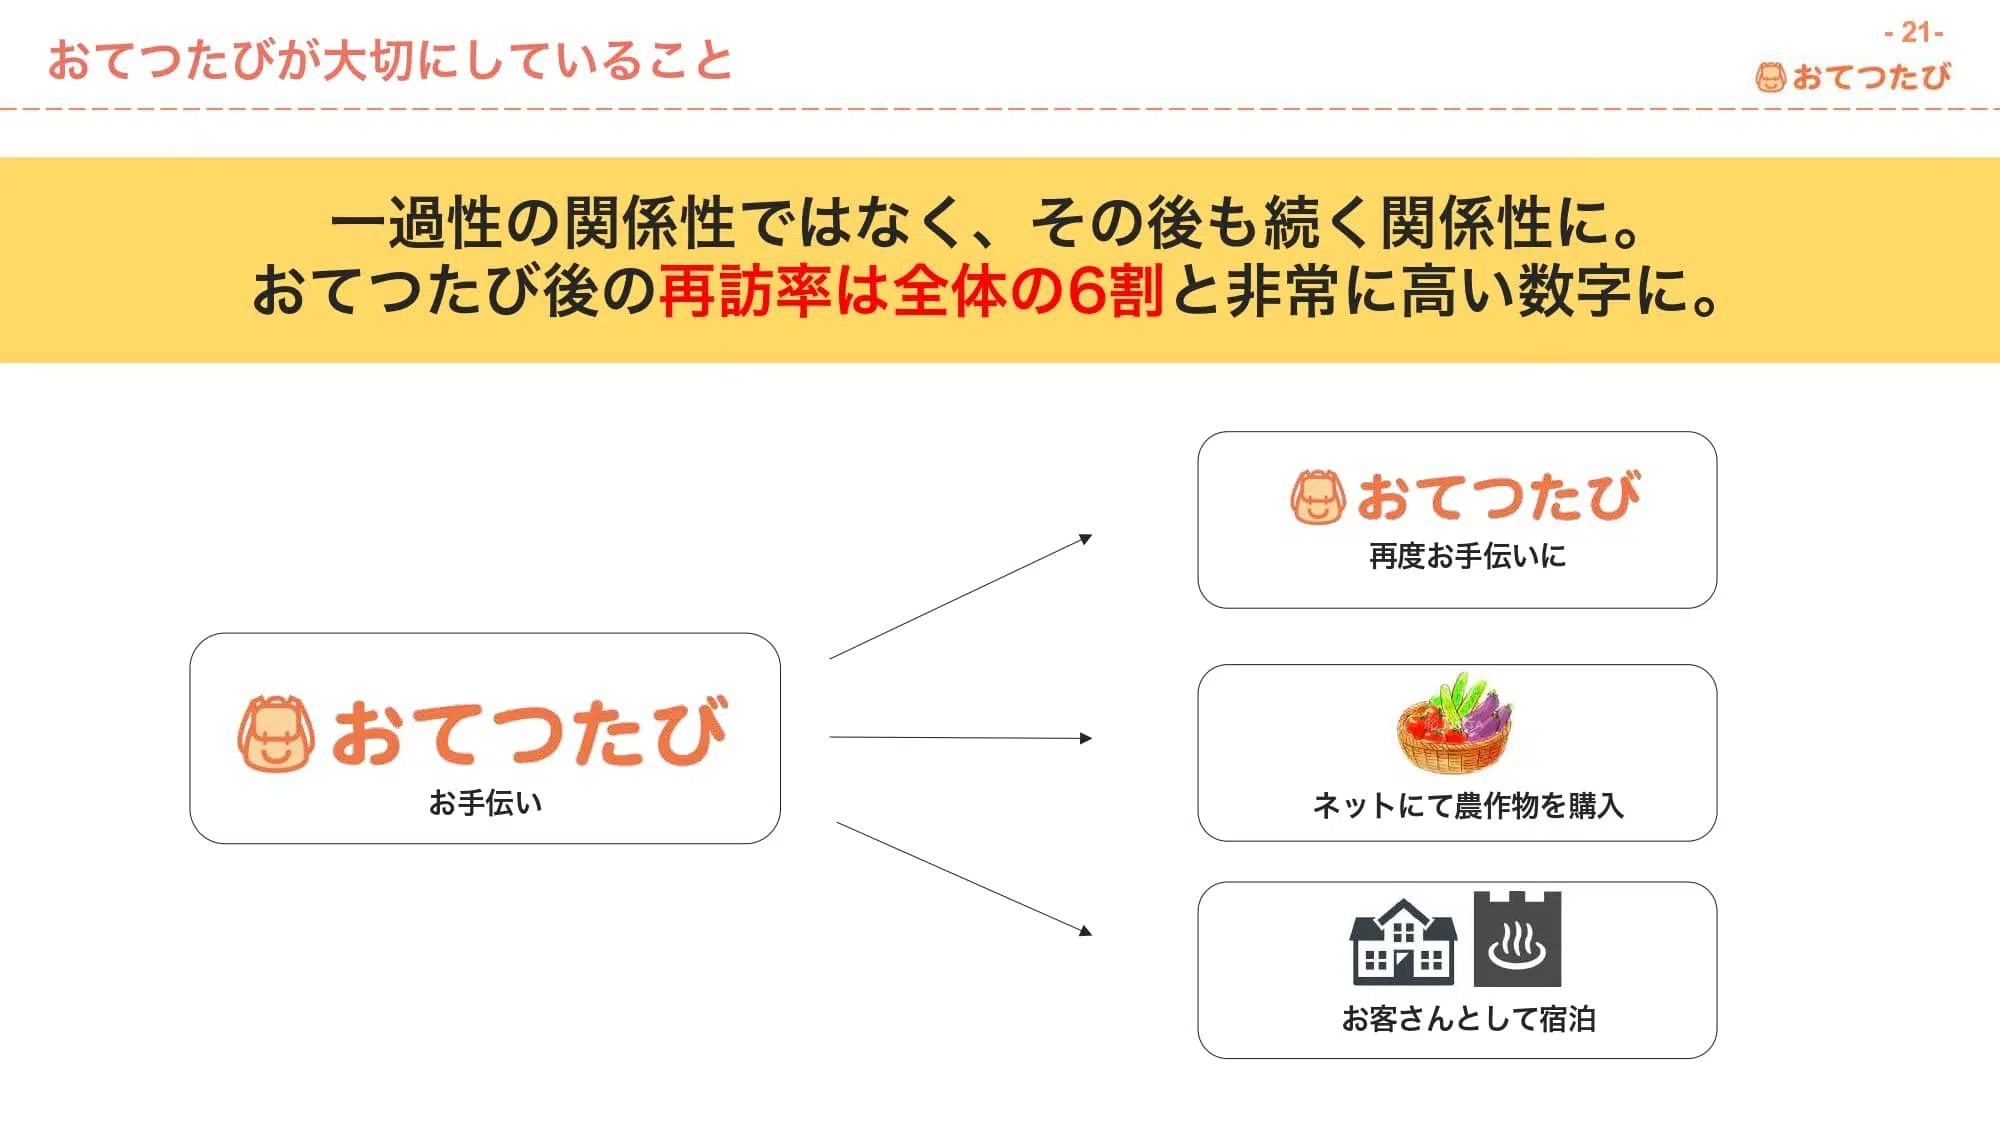 おてつたびが大切にしていること
- 21-
おてつたび
一過性の関係性ではなく、その後も続く関係性に。
おてつたび後の再訪率は全体の6割と非常に高い数字に。
おてつたび
お手伝い
おてつたび
再度お手伝いに
ネットにて農作物を購入
お客さんとして宿泊